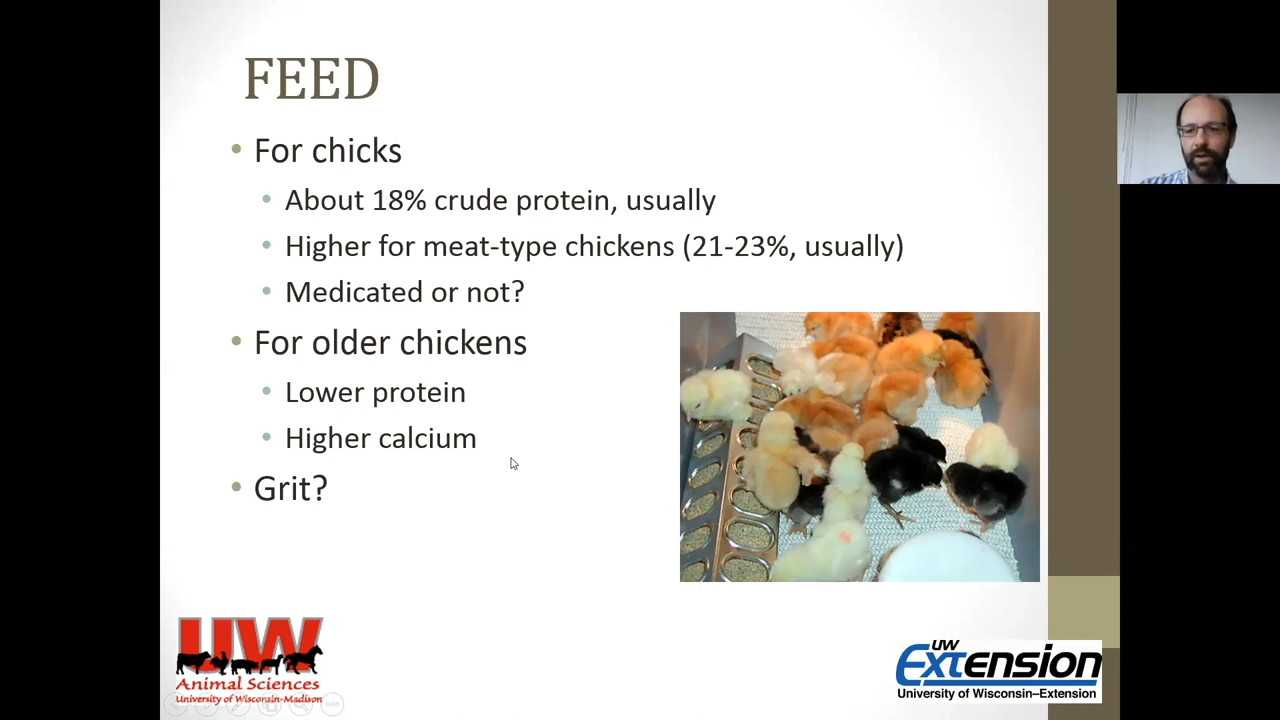 FEED
• For chicks
• About 18% crude protein, usually
• Higher for meat-type chickens (21-23%, usually)
• Medicated or not?
• For older chickens
• Lower protein
• Higher calcium
• Grit?
UW
Animal Sciences
University of Wisconsin-Madison
UW
Extension
University of Wisconsin–Extension